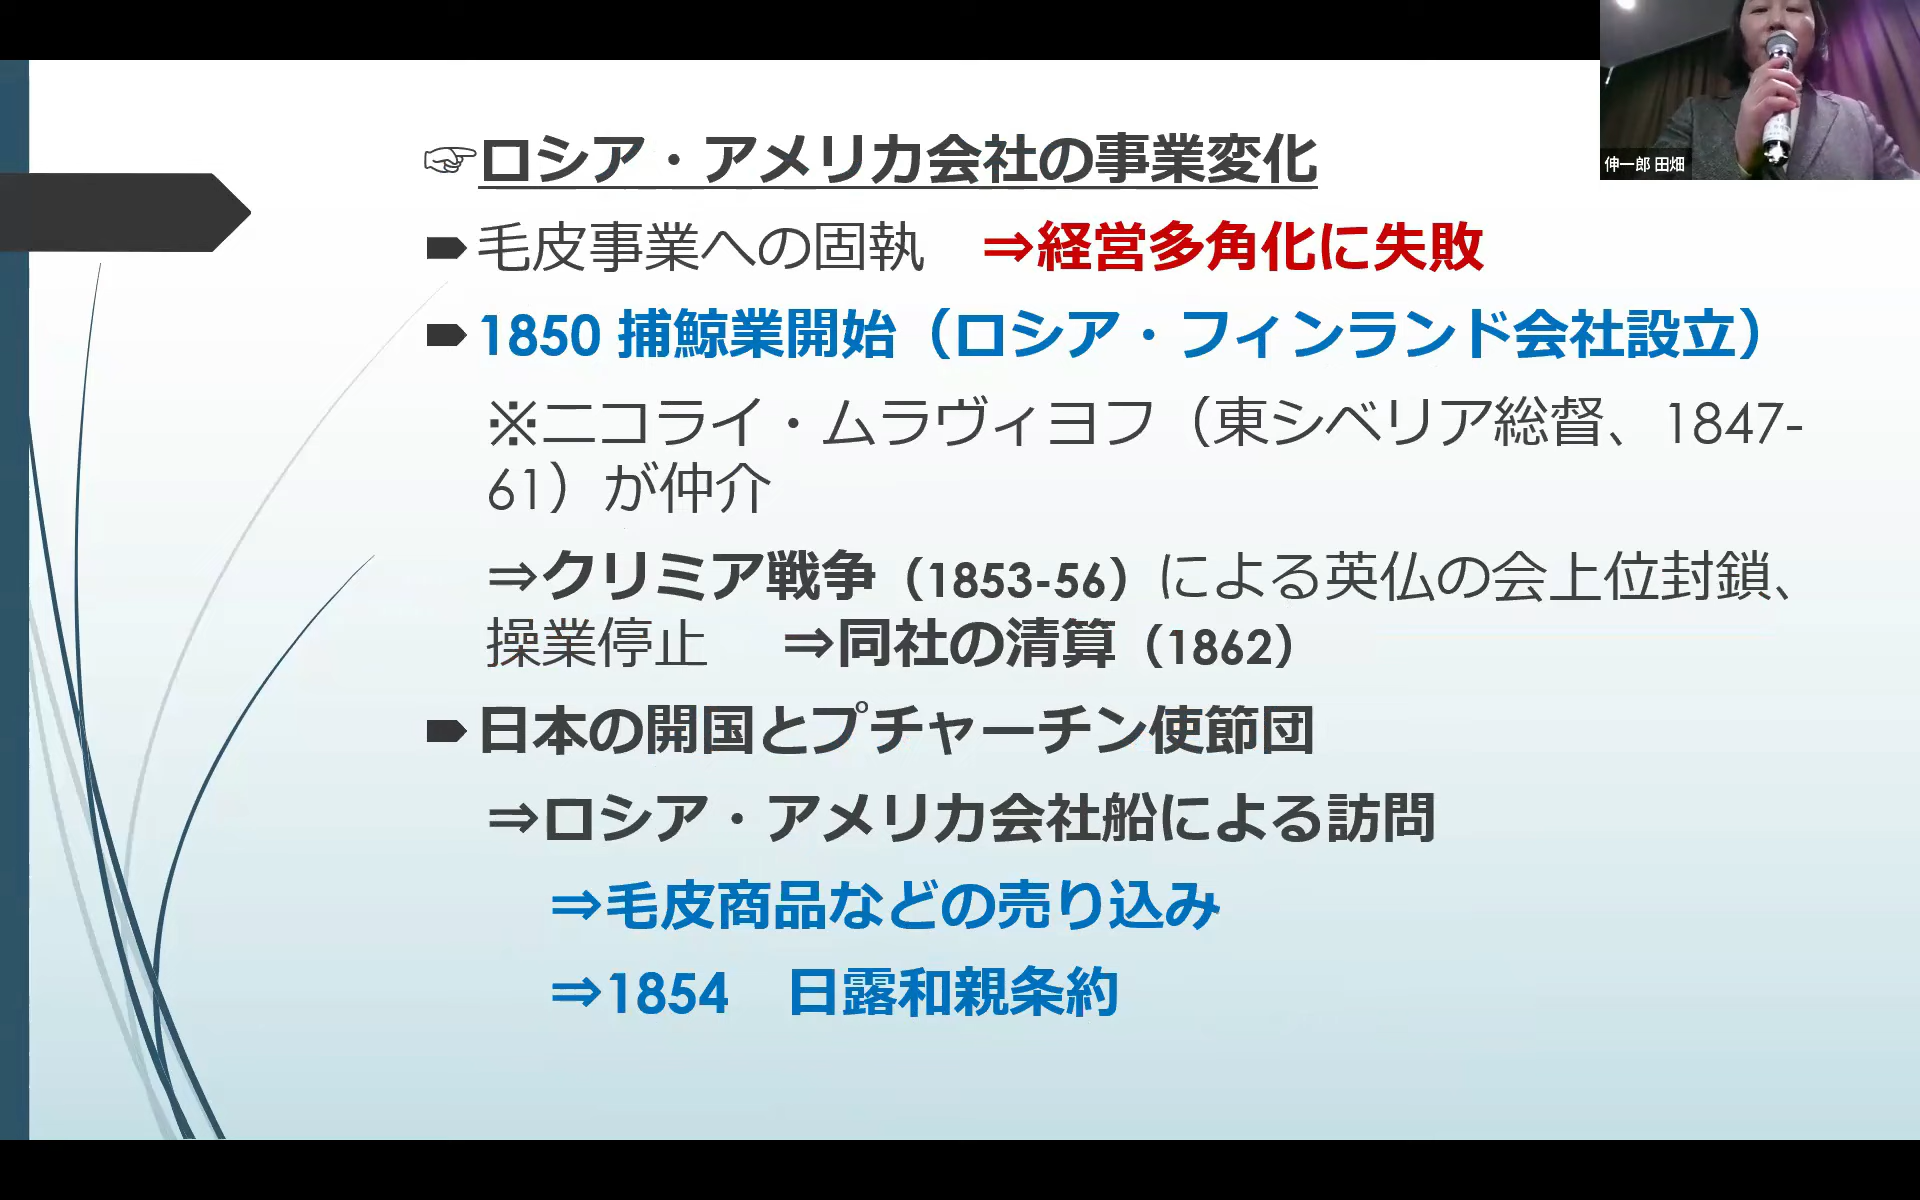 ☞ロシア・アメリカ会社の事業変化
毛皮事業への固執　⇒経営多角化に失敗
1850 捕鯨業開始（ロシア・フィンランド会社設立）
※ニコライ・ムラヴィヨフ（東シベリア総督、1847-
61）が仲介
⇒クリミア戦争（1853-56）による英仏の会上位封鎖、
操業停止　⇒同社の清算（1862）
日本の開国とプチャーチン使節団
⇒ロシア・アメリカ会社船による訪問
⇒毛皮商品などの売り込み
⇒1854　日露和親条約
伸一郎 田畑